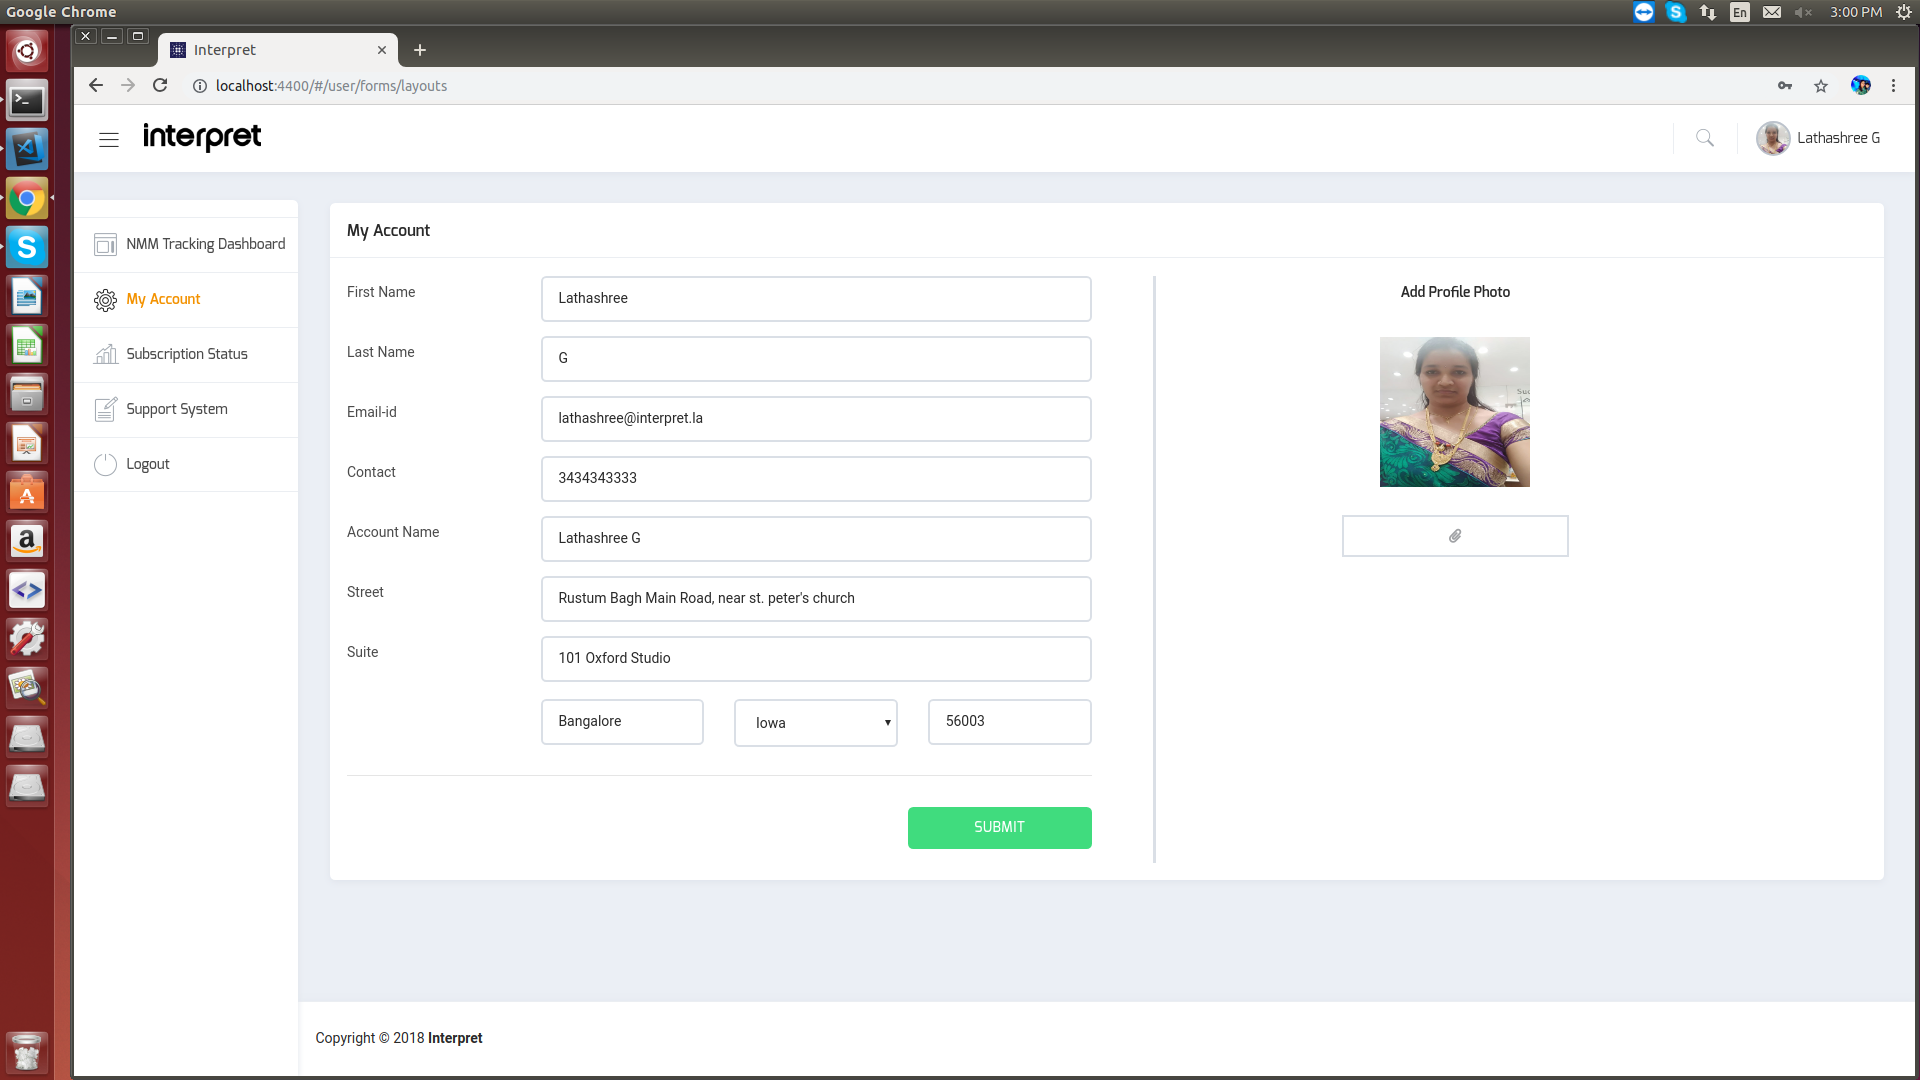 Google Chrome
En
3:00 PM
Interpret
localhost:4400/#/user/forms/layouts
interpret
Lathashree G
NMM Tracking Dashboard
My Account
Subscription Status
Support System
Logout
My Account
First Name
Lathashree
Last Name
G
Email-id
lathashree@interpret.la
Contact
3434343333
Account Name
Lathashree G
Street
Rustum Bagh Main Road, near st. peter's church
Suite
101 Oxford Studio
Bangalore
Iowa
56003
SUBMIT
Add Profile Photo
Copyright © 2018 Interpret